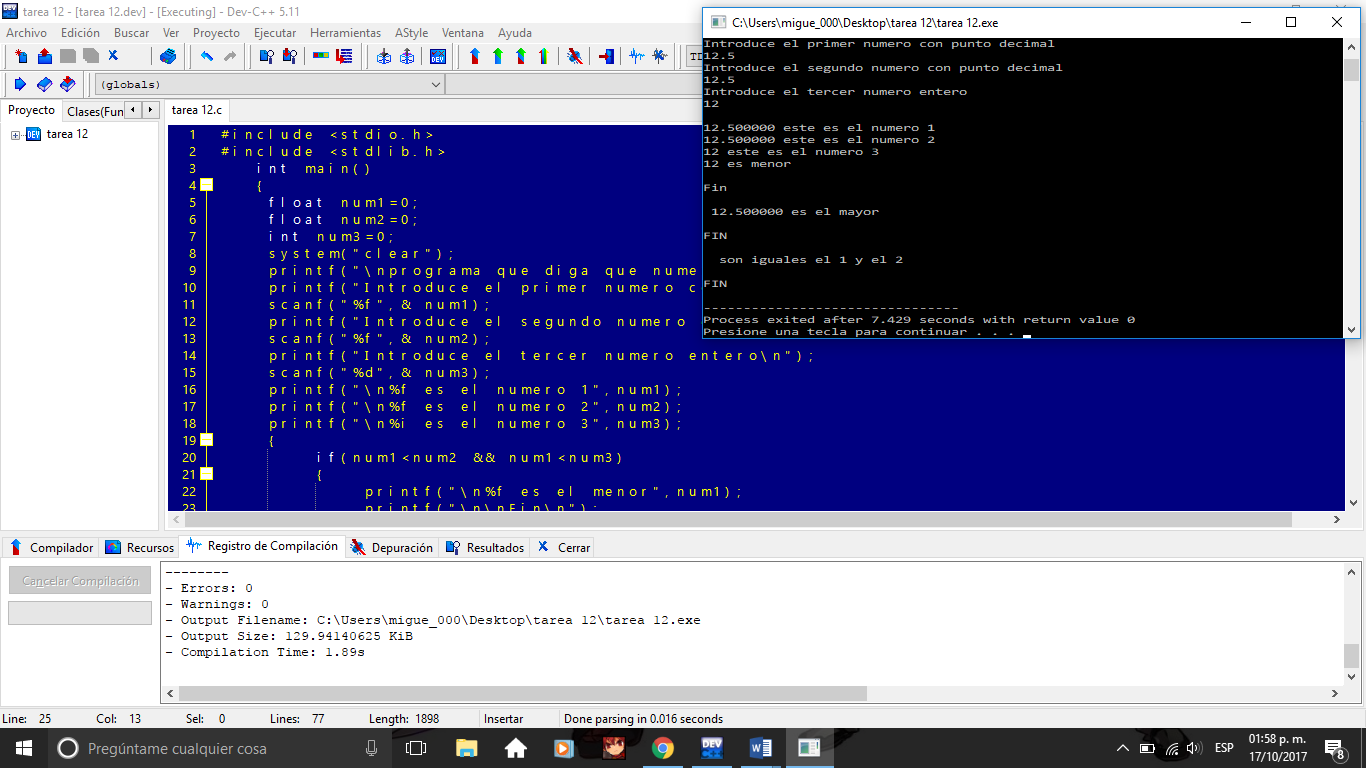 tarea 12 - [tarea 12.dev] - [Executing] - Dev-C++ 5.11
Archivo Edición Buscar Ver Proyecto Ejecutar Herramientas AStyle Ventana Ayuda
(globals)
Proyecto Clases(Fun
tarea 12
tarea 12.c
1 #include <stdio.h>
2 #include <stdlib.h>
3 int main()
4 {
5 float num1=0;
6 float num2=0;
7 int num3=0;
8 system("clear");
9 printf("\nprograma que diga que nume
10 printf("Introduce el primer numero c
11 scanf("%f",& num1);
12 printf("Introduce el segundo numero
13 scanf("%f",& num2);
14 printf("Introduce el tercer numero entero\n");
15 scanf("%d",& num3);
16 printf("\n%f es el numero 1",num1);
17 printf("\n%f es el numero 2",num2);
18 printf("\n%i es el numero 3",num3);
19 {
20 if(num1<num2 && num1<num3)
21 {
22 printf("\n%f es el menor",num1);
23 printf("\n\nFin\n");
C:\Users\migue_000\Desktop\tarea 12\tarea 12.exe
Introduce el primer numero con punto decimal
12.5
Introduce el segundo numero con punto decimal
12.5
Introduce el tercer numero entero
12
12.500000 este es el numero 1
12.500000 este es el numero 2
12 este es el numero 3
12 es menor
Fin
12.500000 es el mayor
FIN
son iguales el 1 y el 2
FIN
--------------------------------
Process exited after 7.429 seconds with return value 0
Presione una tecla para continuar . . .
Compilador Recursos Registro de Compilación Depuración Resultados Cerrar
Cancelar Compilación
--------
- Errors: 0
- Warnings: 0
- Output Filename: C:\Users\migue_000\Desktop\tarea 12\tarea 12.exe
- Output Size: 129.94140625 KiB
- Compilation Time: 1.89s
Line: 25 Col: 13 Sel: 0 Lines: 77 Length: 1898 Insertar Done parsing in 0.016 seconds
Pregúntame cualquier cosa
ESP
01:58 p. m.
17/10/2017
8